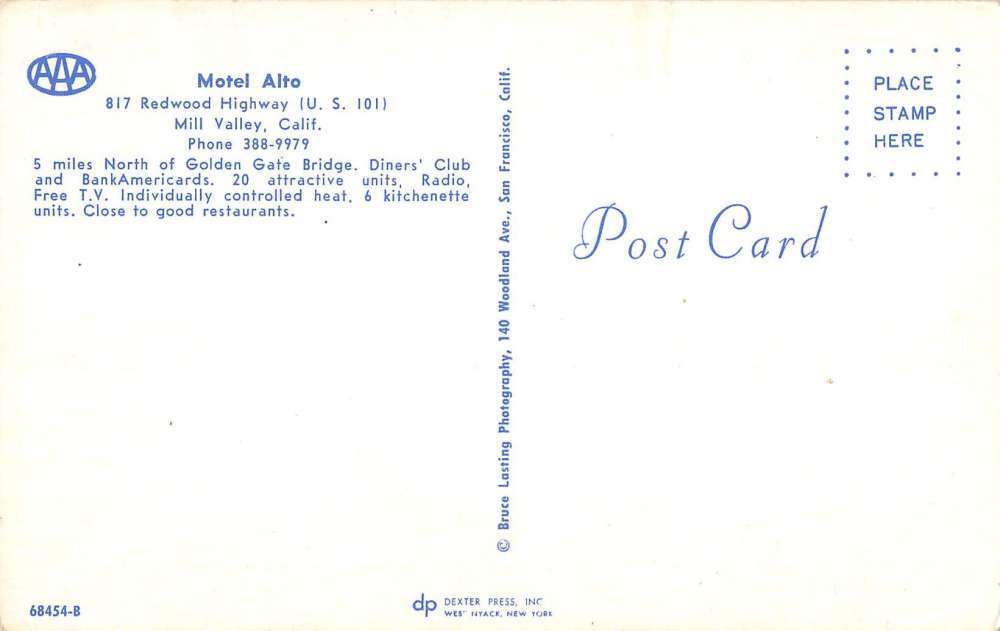 AAA
Motel Alto
817 Redwood Highway (U. S. 101)
Mill Valley, Calif.
Phone 388-9979
5 miles North of Golden Gate Bridge. Diners' Club
and BankAmericards. 20 attractive units, Radio,
Free T.V. Individually controlled heat, 6 kitchenette
units. Close to good restaurants.
68454-B
© Bruce Lasting Photography, 140 Woodland Ave., San Francisco, Calif.
dp DEXTER PRESS, INC
WEST NYACK, NEW YORK
PLACE
STAMP
HERE
Post Card